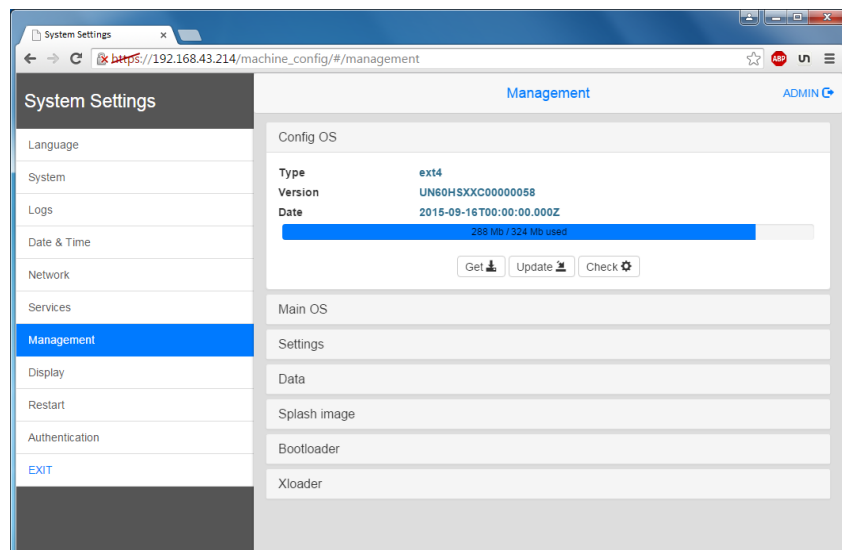 System Settings
https://192.168.43.214/machine_config/#/management
ABP
System Settings
Management
ADMIN
Language
System
Logs
Date & Time
Network
Services
Management
Display
Restart
Authentication
EXIT
Config OS
Type ext4
Version UN60HSXXC00000058
Date 2015-09-16T00:00:00.000Z
288 Mb / 324 Mb used
Get Update Check
Main OS
Settings
Data
Splash image
Bootloader
Xloader